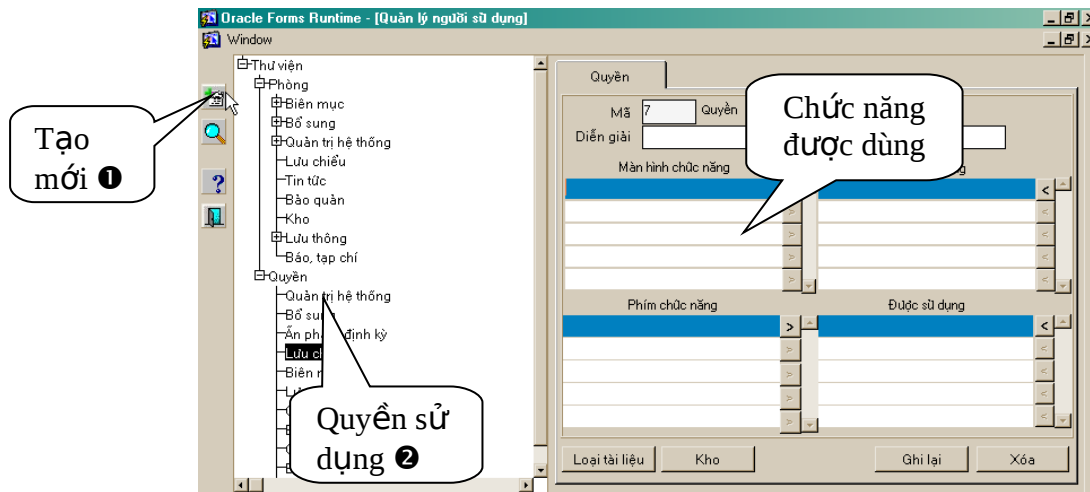 Oracle Forms Runtime - [Quản lý người sử dụng]
Window
Thư viện
Phòng
Biên mục
Bổ sung
Quản trị hệ thống
Lưu chiểu
Tin tức
Bảo quản
Kho
Lưu thông
Báo, tạp chí
Quyền
Quản trị hệ thống
Bổ sung
Ấn phẩm định kỳ
Lưu
Biên
Tạo
mới ❶
Quyền sử
dụng ❷
Quyền
Mã 7 Quyền
Diễn giải
Chức năng
được dùng
Màn hình chức năng
Phím chức năng
Được sử dụng
Loại tài liệu
Kho
Ghi lại
Xóa